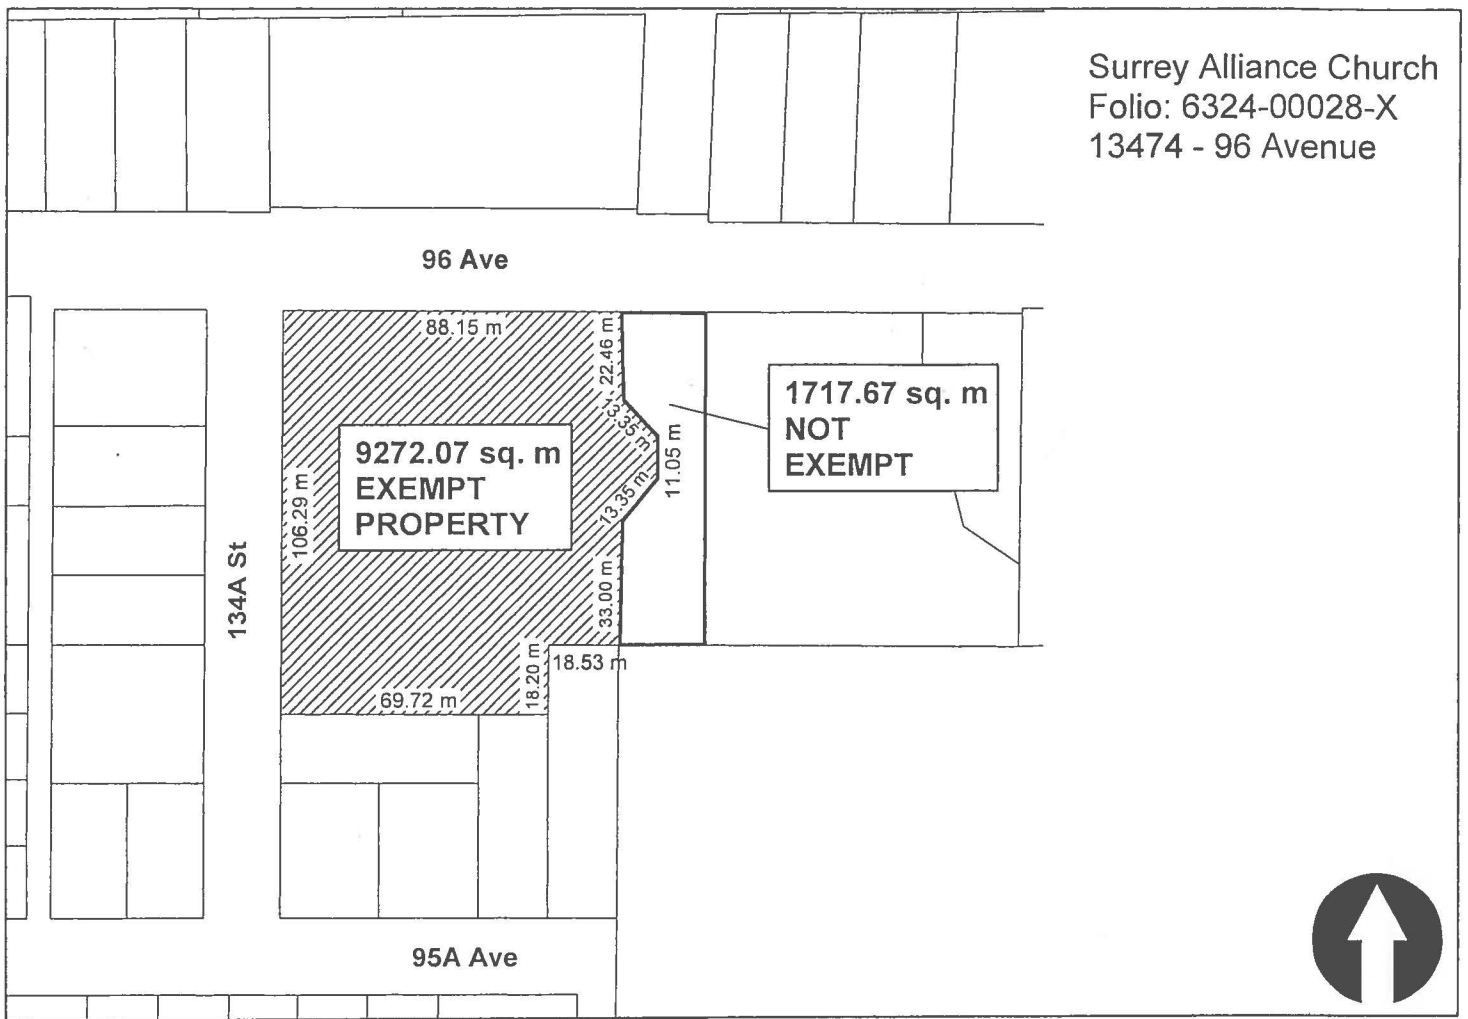 Surrey Alliance Church
Folio: 6324-00028-X
13474 - 96 Avenue
96 Ave
88.15 m
22.46 m
13.35 m
11.05 m
13.35 m
33.00 m
1717.67 sq. m
NOT
EXEMPT
9272.07 sq. m
EXEMPT
PROPERTY
106.29 m
134A St
18.20 m
18.53 m
69.72 m
95A Ave